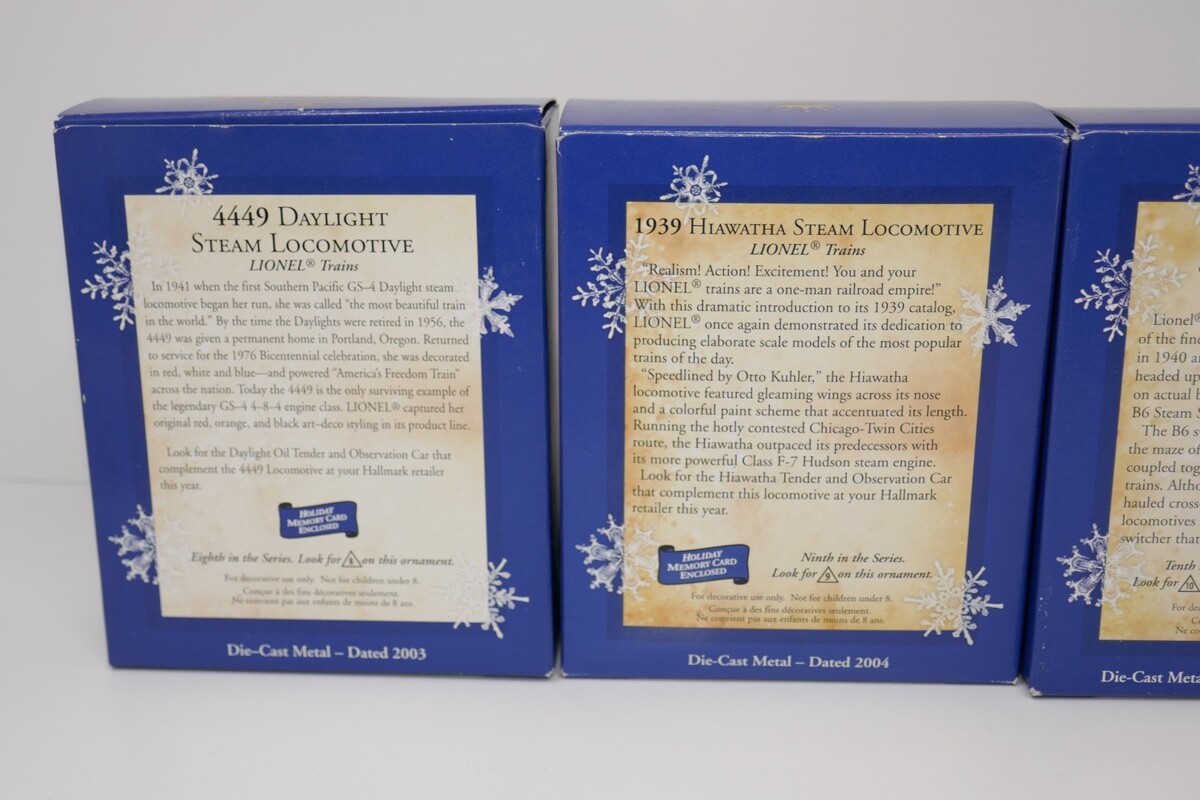 4449 DAYLIGHT
STEAM LOCOMOTIVE
LIONEL® Trains
In 1941 when the first Southern Pacific GS–4 Daylight steam
locomotive began her run, she was called "the most beautiful train
in the world." By the time the Daylights were retired in 1956, the
4449 was given a permanent home in Portland, Oregon. Returned
to service for the 1976 Bicentennial celebration, she was decorated
in red, white and blue—and powered "America's Freedom Train"
across the nation. Today the 4449 is the only surviving example of
the legendary GS–4 4–8–4 engine class. LIONEL® captured her
original red, orange, and black art–deco styling in its product line.
Look for the Daylight Oil Tender and Observation Car that
complement the 4449 Locomotive at your Hallmark retailer
this year.
HOLIDAY
MEMORY CARD
ENCLOSED
Eighth in the Series. Look for 8 on this ornament.
For decorative use only. Not for children under 8.
Conçue à des fins décoratives seulement.
Ne convient pas aux enfants de moins de 8 ans.
Die–Cast Metal – Dated 2003
1939 HIAWATHA STEAM LOCOMOTIVE
LIONEL® Trains
"Realism! Action! Excitement! You and your
LIONEL® trains are a one-man railroad empire!"
With this dramatic introduction to its 1939 catalog,
LIONEL® once again demonstrated its dedication to
producing elaborate scale models of the most popular
trains of the day.
"Speedlined by Otto Kuhler," the Hiawatha
locomotive featured gleaming wings across its nose
and a colorful paint scheme that accentuated its length.
Running the hotly contested Chicago-Twin Cities
route, the Hiawatha outpaced its predecessors with
its more powerful Class F-7 Hudson steam engine.
Look for the Hiawatha Tender and Observation Car
that complement this locomotive at your Hallmark
retailer this year.
HOLIDAY
MEMORY CARD
ENCLOSED
Ninth in the Series.
Look for 9 on this ornament.
For decorative use only. Not for children under 8.
Conçue à des fins décoratives seulement.
Ne convient pas aux enfants de moins de 8 ans.
Die-Cast Metal – Dated 2004
Lionel®
of the fine
in 1940 a
headed up
on actual
B6 Steam S
The B6 s
the maze of
coupled tog
trains. Altho
hauled cross
locomotives
switcher that
Tenth
Look for 10
For dec
Co
Ne co
Die-Cast Meta